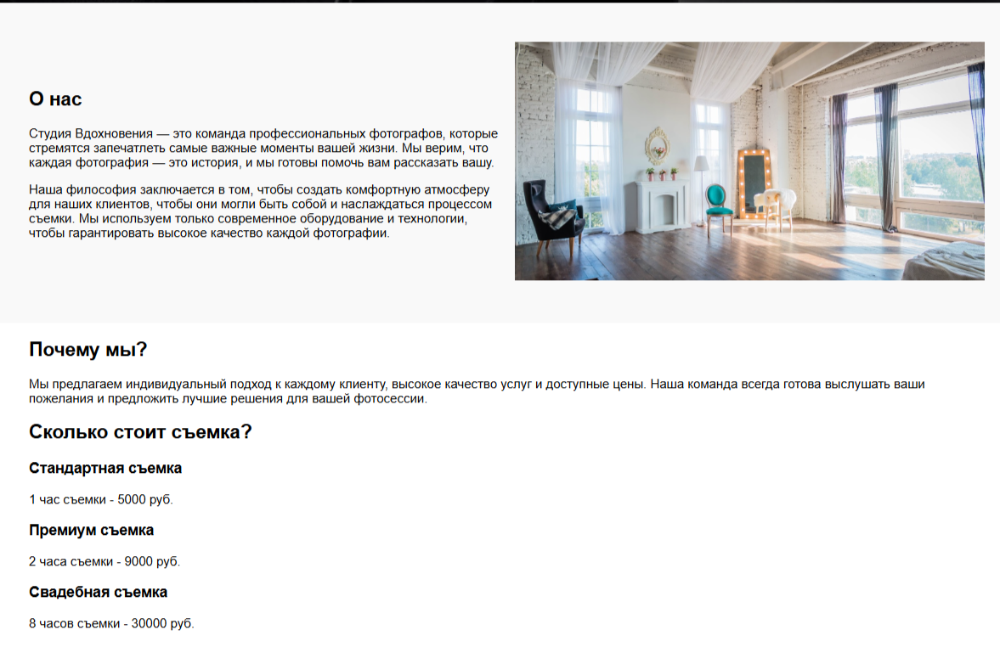 О нас
Студия Вдохновения — это команда профессиональных фотографов, которые
стремятся запечатлеть самые важные моменты вашей жизни. Мы верим, что
каждая фотография — это история, и мы готовы помочь вам рассказать вашу.
Наша философия заключается в том, чтобы создать комфортную атмосферу
для наших клиентов, чтобы они могли быть собой и наслаждаться процессом
съемки. Мы используем только современное оборудование и технологии,
чтобы гарантировать высокое качество каждой фотографии.
Почему мы?
Мы предлагаем индивидуальный подход к каждому клиенту, высокое качество услуг и доступные цены. Наша команда всегда готова выслушать ваши
пожелания и предложить лучшие решения для вашей фотосессии.
Сколько стоит съемка?
Стандартная съемка
1 час съемки - 5000 руб.
Премиум съемка
2 часа съемки - 9000 руб.
Свадебная съемка
8 часов съемки - 30000 руб.